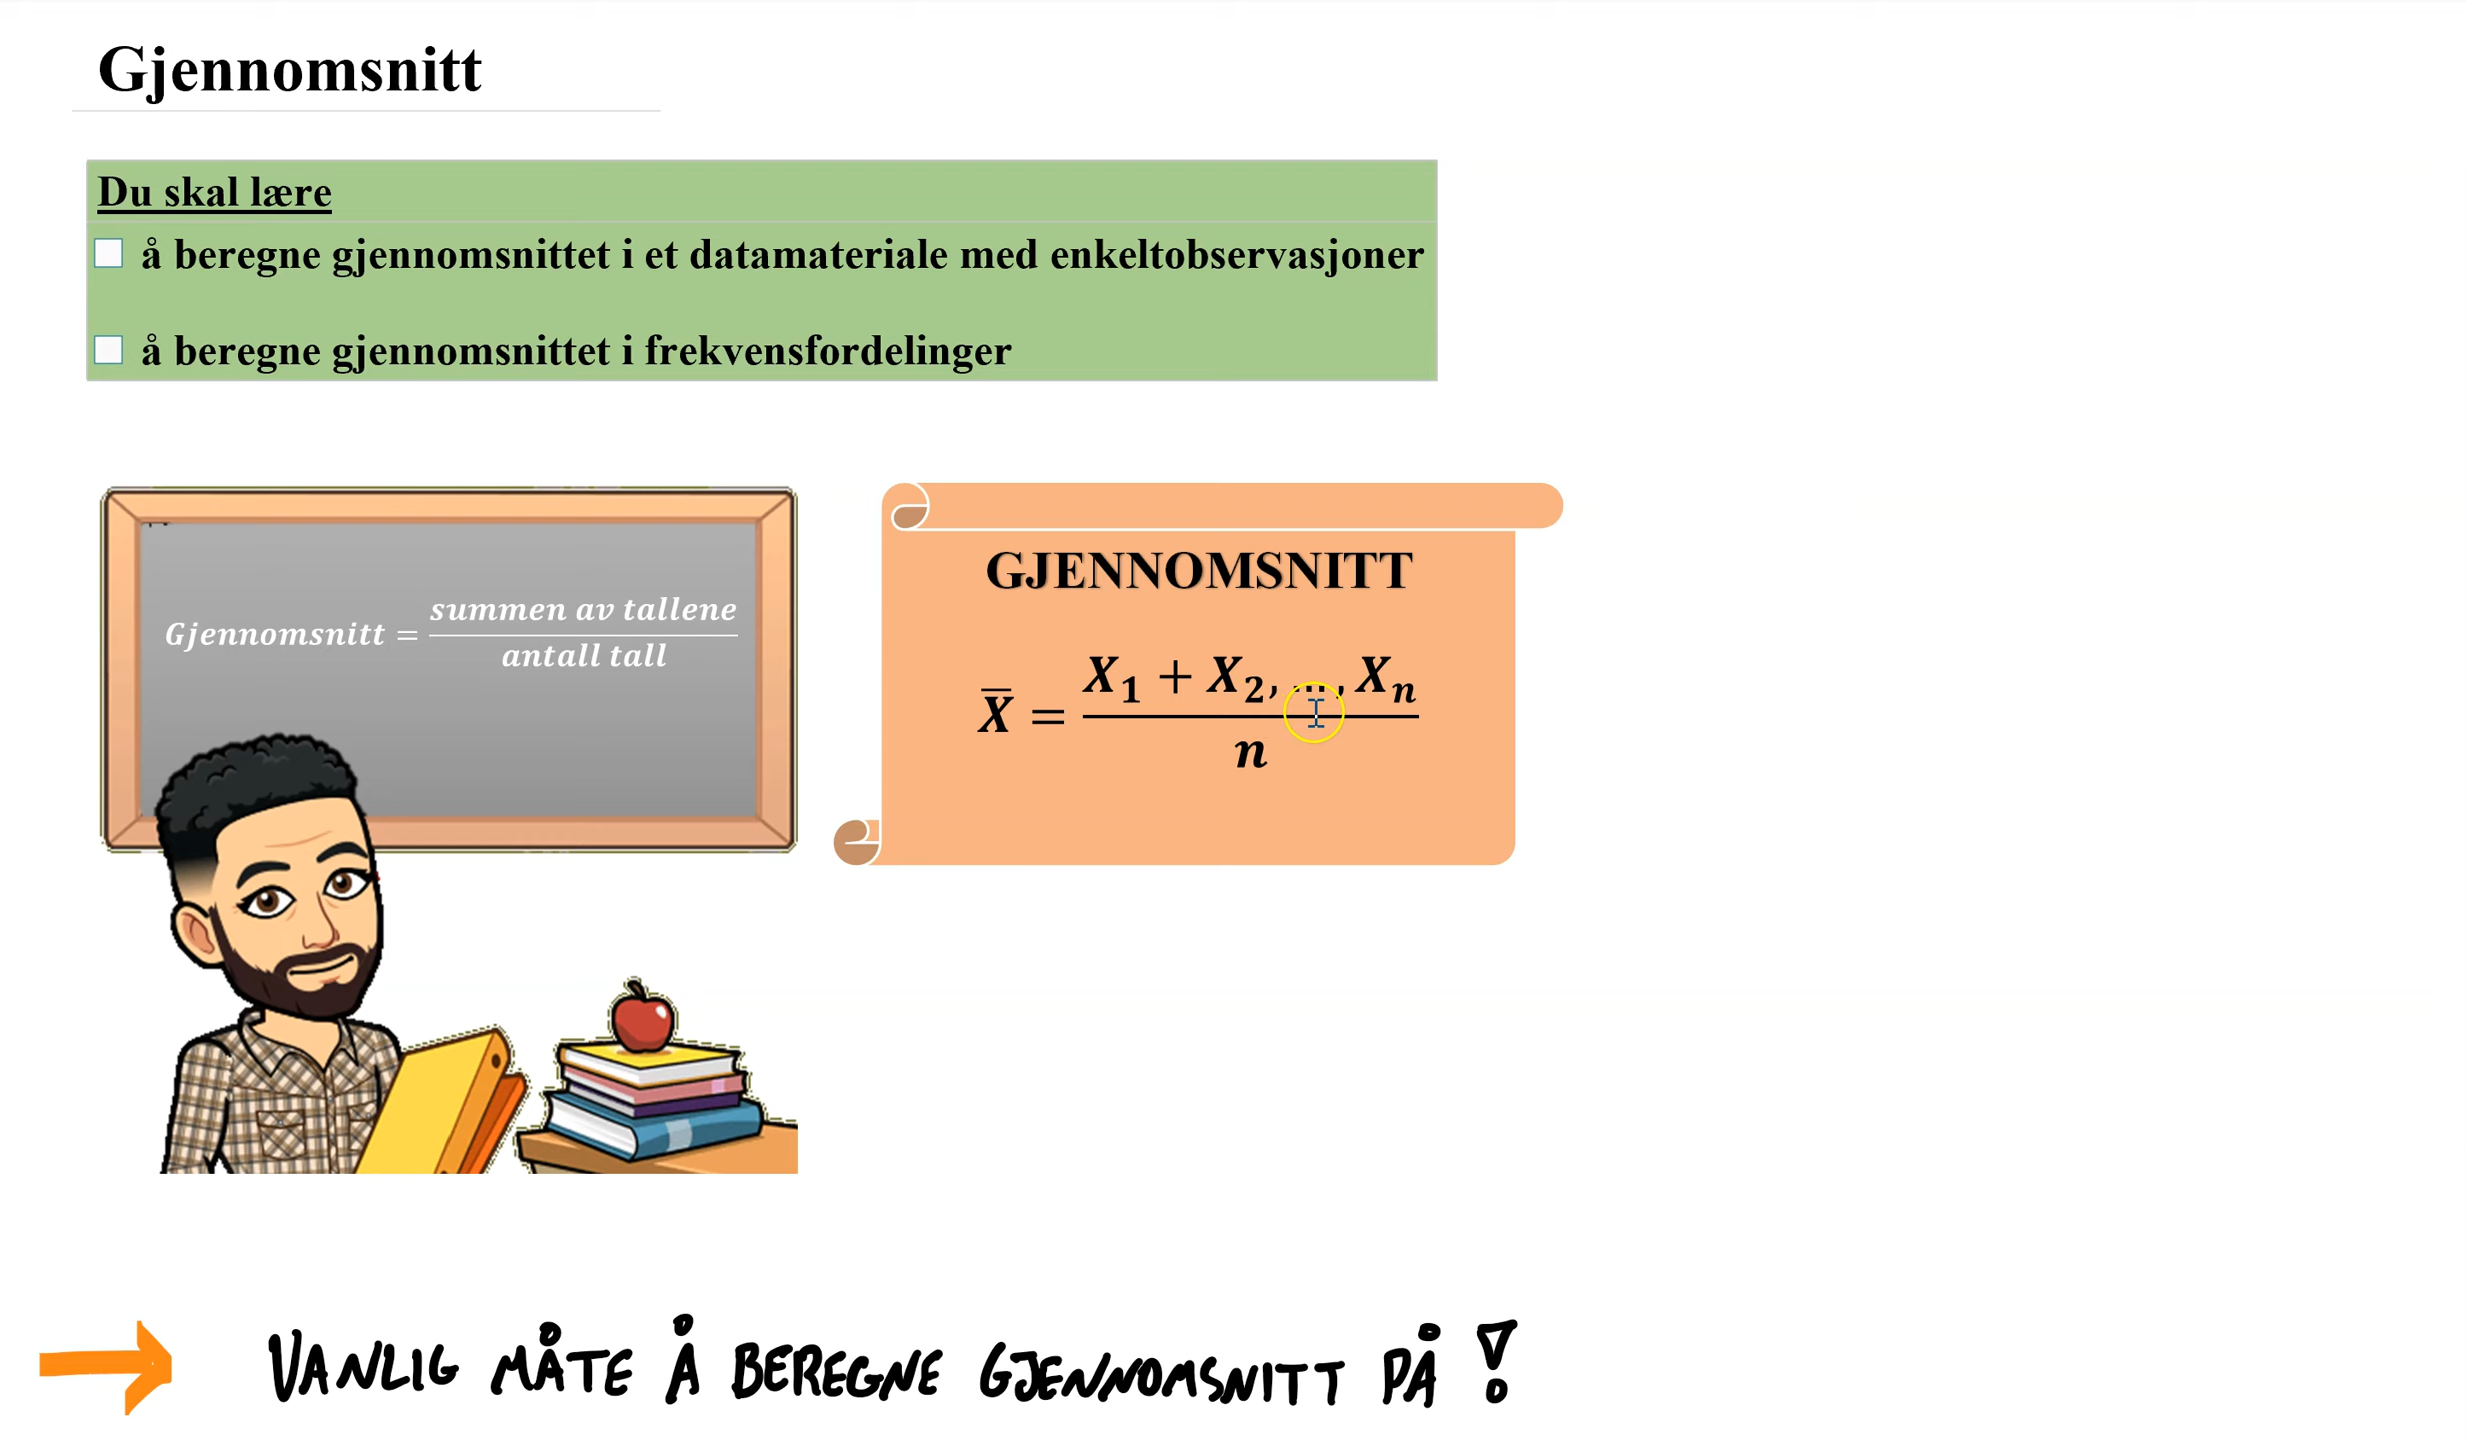 Gjennomsnitt
Du skal lære
å beregne gjennomsnittet i et datamateriale med enkeltobservasjoner
å beregne gjennomsnittet i frekvensfordelinger
Gjennomsnitt = summen av tallene / antall tall
GJENNOMSNITT
X̅ = X₁ + X₂, …, Xₙ / n
VANLIG MÅTE Å BEREGNE GJENNOMSNITT PÅ !